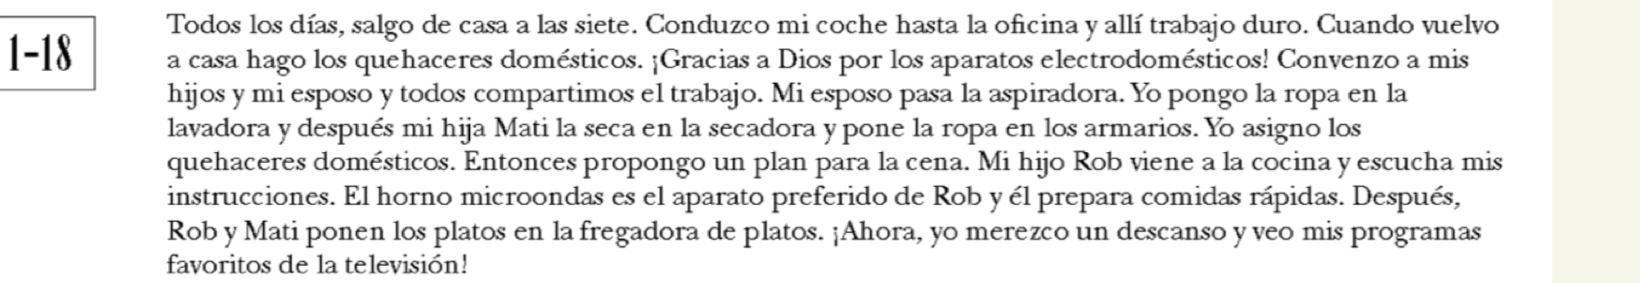 1-18
Todos los días, salgo de casa a las siete. Conduzco mi coche hasta la oficina y allí trabajo duro. Cuando vuelvo
a casa hago los quehaceres domésticos. ¡Gracias a Dios por los aparatos electrodomésticos! Convenzo a mis
hijos y mi esposo y todos compartimos el trabajo. Mi esposo pasa la aspiradora. Yo pongo la ropa en la
lavadora y después mi hija Mati la seca en la secadora y pone la ropa en los armarios. Yo asigno los
quehaceres domésticos. Entonces propongo un plan para la cena. Mi hijo Rob viene a la cocina y escucha mis
instrucciones. El horno microondas es el aparato preferido de Rob y él prepara comidas rápidas. Después,
Rob y Mati ponen los platos en la fregadora de platos. ¡Ahora, yo merezco un descanso y veo mis programas
favoritos de la televisión!